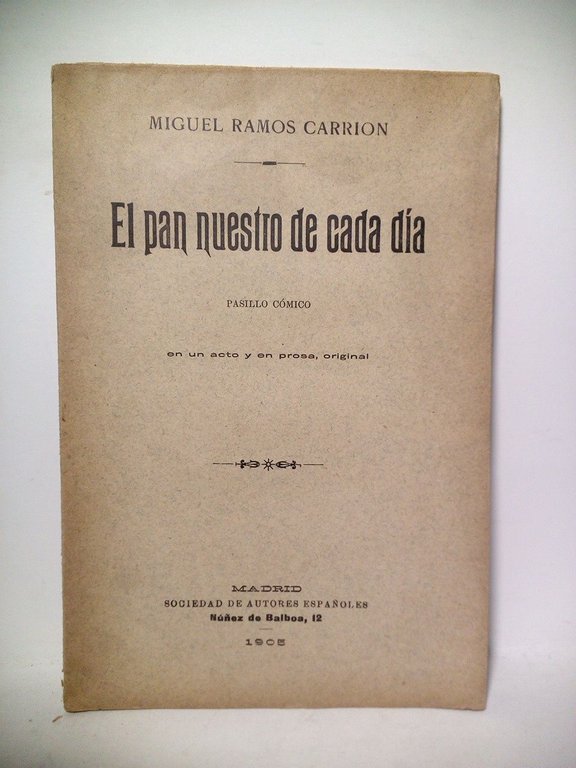 MIGUEL RAMOS CARRION
El pan nuestro de cada día
PASILLO CÓMICO
en un acto y en prosa, original
MADRID
SOCIEDAD DE AUTORES ESPAÑOLES
Núñez de Balboa, 12
1905